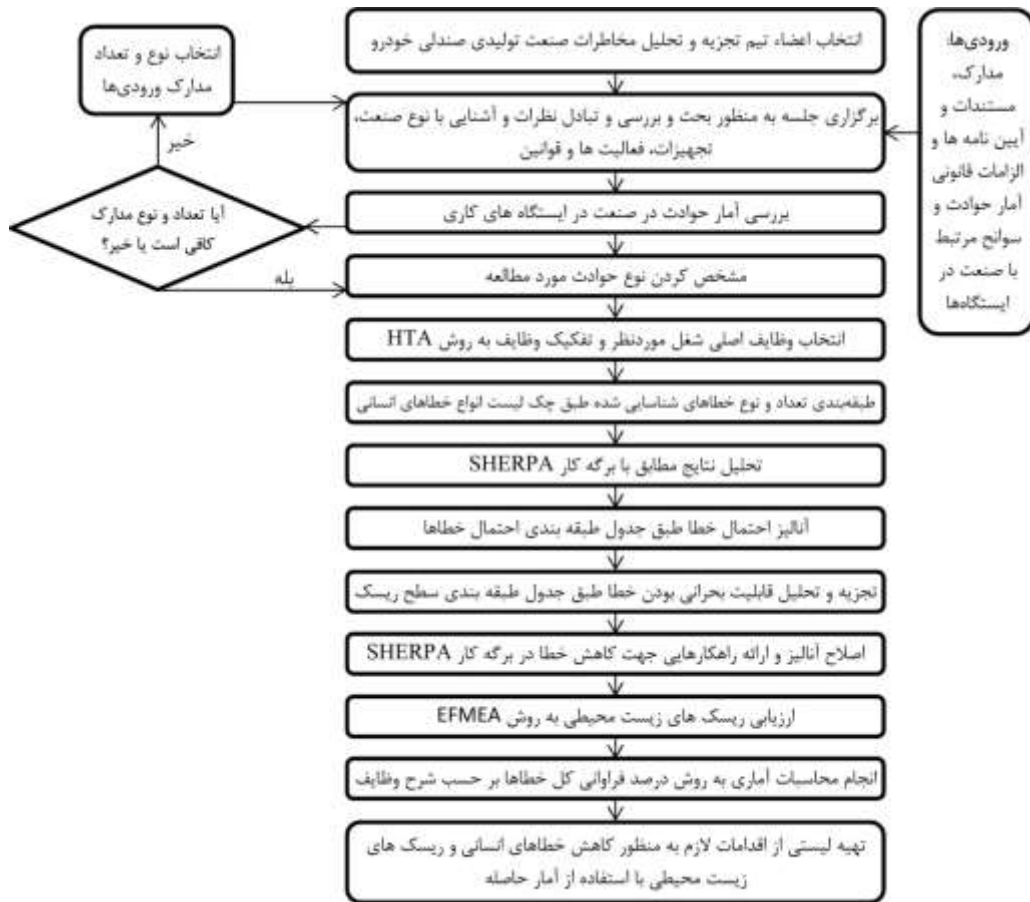 انتخاب اعضاء تیم تجزیه و تحلیل مخاطرات صنعت تولیدی صندلی خودرو
ورودی‌ها:
مدارک،
مستندات و
آیین نامه ها و
الزامات قانونی
آمار حوادث و
سوانح مرتبط
با صنعت در
ایستگاه‌ها
انتخاب نوع و تعداد
مدارک ورودی‌ها
برگزاری جلسه به منظور بحث و بررسی و تبادل نظرات و آشنایی با نوع صنعت،
تجهیزات، فعالیت ها و قوانین
خیر
بررسی آمار حوادث در صنعت در ایستگاه های کاری
آیا تعداد و نوع مدارک
کافی است یا خیر؟
بله
مشخص کردن نوع حوادث مورد مطالعه
انتخاب وظایف اصلی شغل موردنظر و تفکیک وظایف به روش HTA
طبقه‌بندی تعداد و نوع خطاهای شناسایی شده طبق چک لیست انواع خطاهای انسانی
تحلیل نتایج مطابق با برگه کار SHERPA
آنالیز احتمال خطا طبق جدول طبقه بندی احتمال خطاها
تجزیه و تحلیل قابلیت بحرانی بودن خطا طبق جدول طبقه بندی سطح ریسک
اصلاح آنالیز و ارائه راهکارهایی جهت کاهش خطا در برگه کار SHERPA
ارزیابی ریسک های زیست محیطی به روش EFMEA
انجام محاسبات آماری به روش درصد فراوانی کل خطاها بر حسب شرح وظایف
تهیه لیستی از اقدامات لازم به منظور کاهش خطاهای انسانی و ریسک های
زیست محیطی با استفاده از آمار حاصله